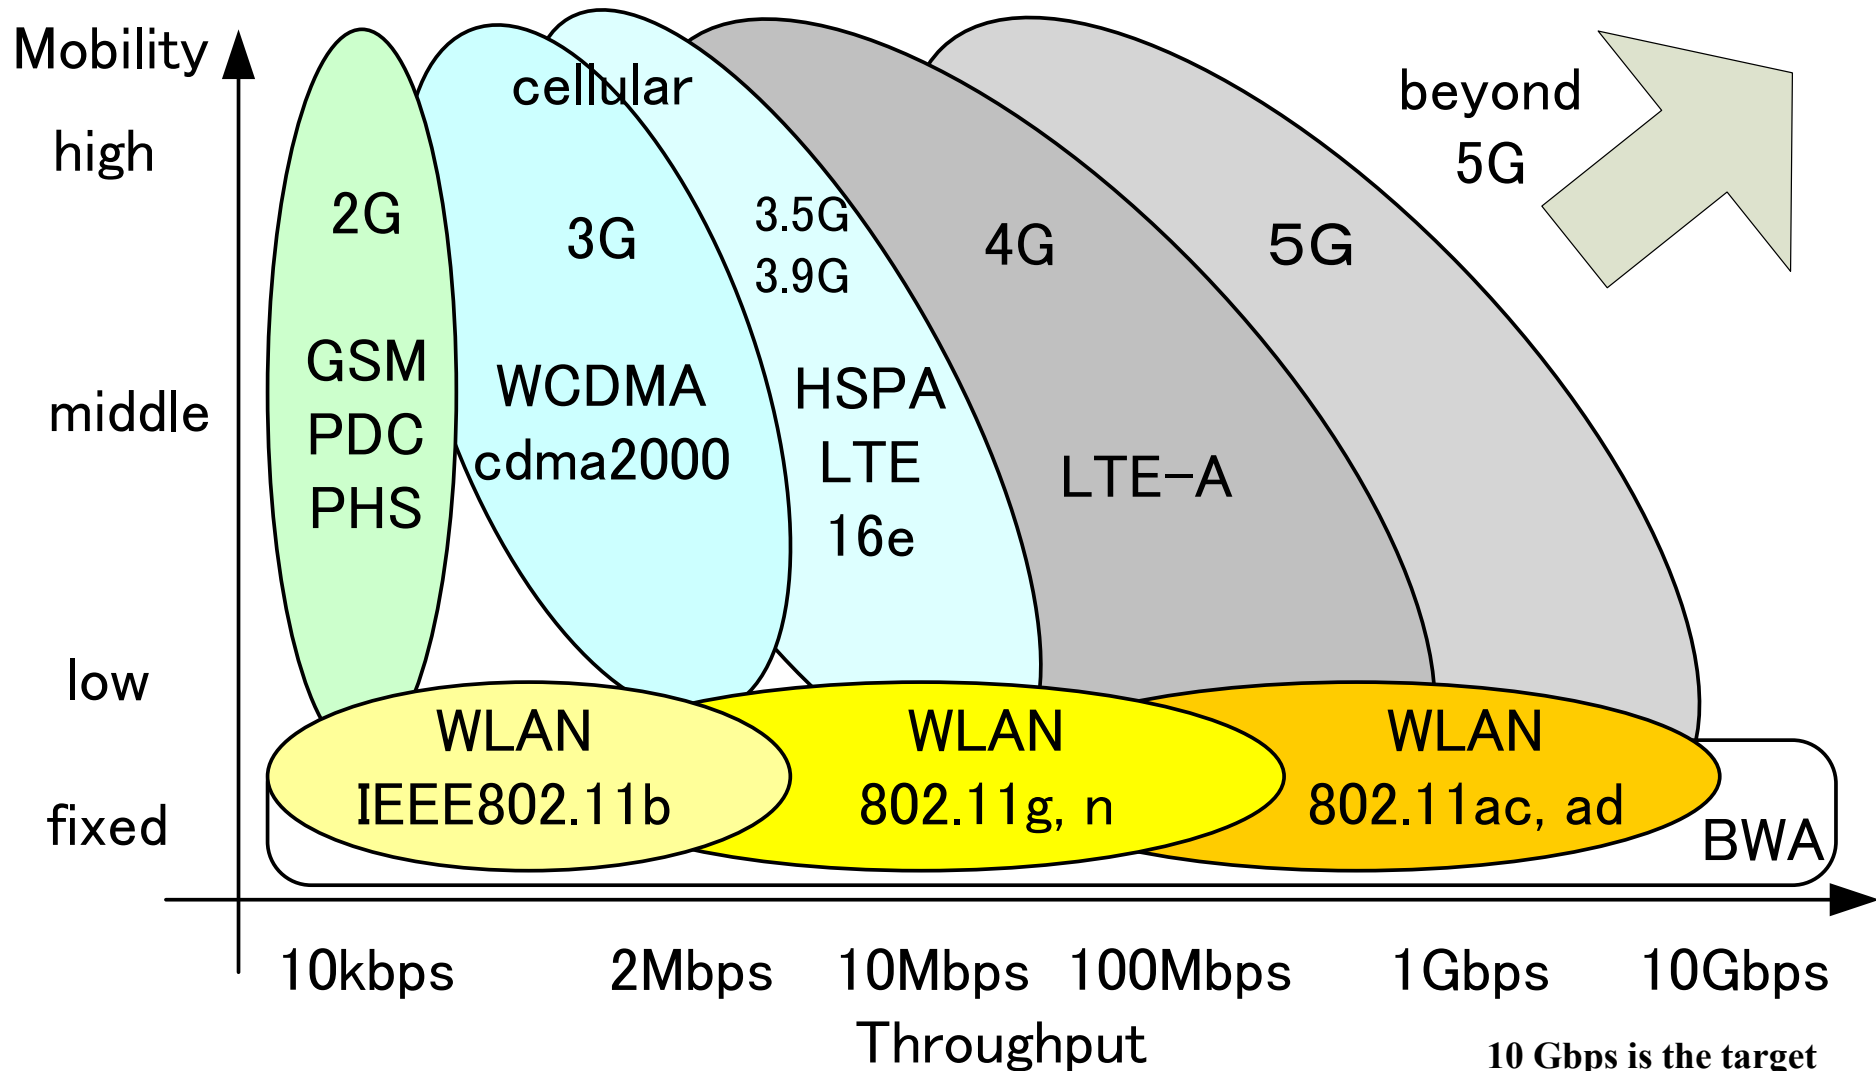 Mobility
high
middle
low
fixed
cellular
2G
GSM
PDC
PHS
3G
WCDMA
cdma2000
3.5G
3.9G
HSPA
LTE
16e
4G
LTE-A
5G
beyond
5G
WLAN
IEEE802.11b
WLAN
802.11g, n
WLAN
802.11ac, ad
BWA
10kbps
2Mbps
10Mbps
100Mbps
1Gbps
10Gbps
Throughput
10 Gbps is the target